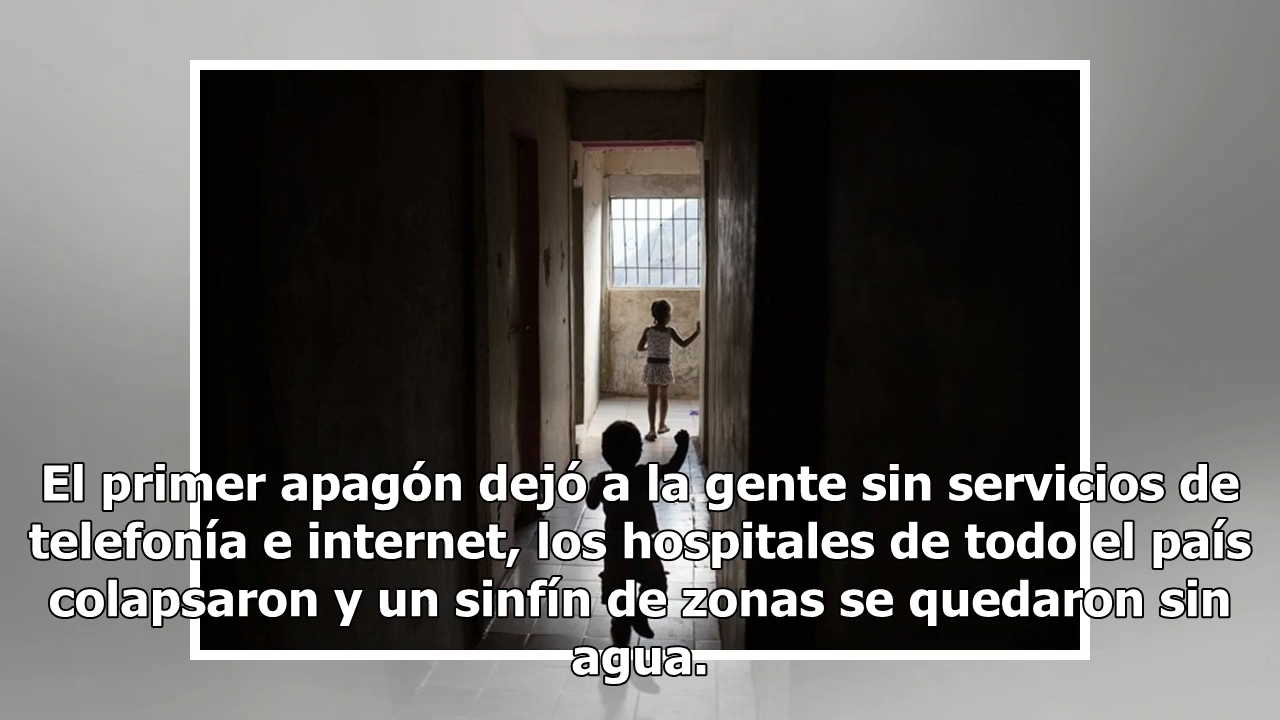 El primer apagón dejó a la gente sin servicios de
telefonía e internet, los hospitales de todo el país
colapsaron y un sinfín de zonas se quedaron sin
agua.